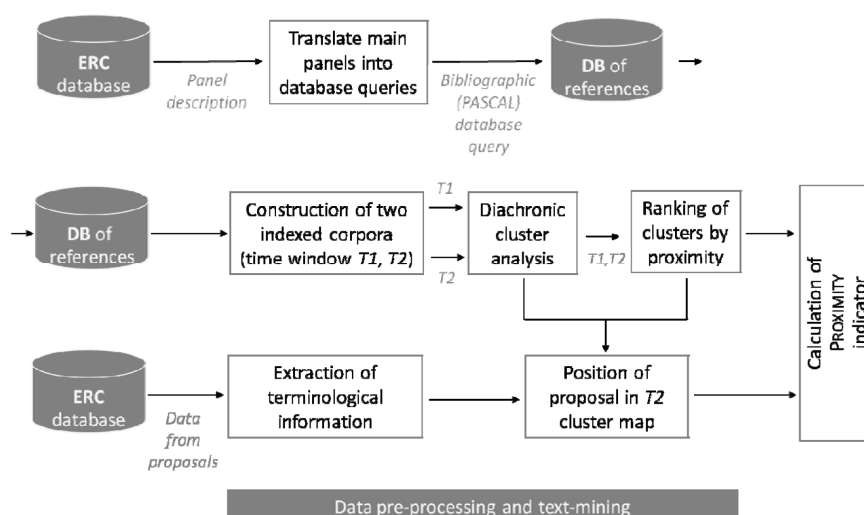 ERC
database
Panel
description
Translate main
panels into
database queries
Bibliographic
(PASCAL)
database
query
DB of
references
DB of
references
Construction of two
indexed corpora
(time window T1, T2)
T1
T2
Diachronic
cluster
analysis
T1,T2
Ranking of
clusters by
proximity
Calculation of
PROXIMITY
indicator
ERC
database
Data
from
proposals
Extraction of
terminological
information
Position of
proposal in T2
cluster map
Data pre-processing and text-mining